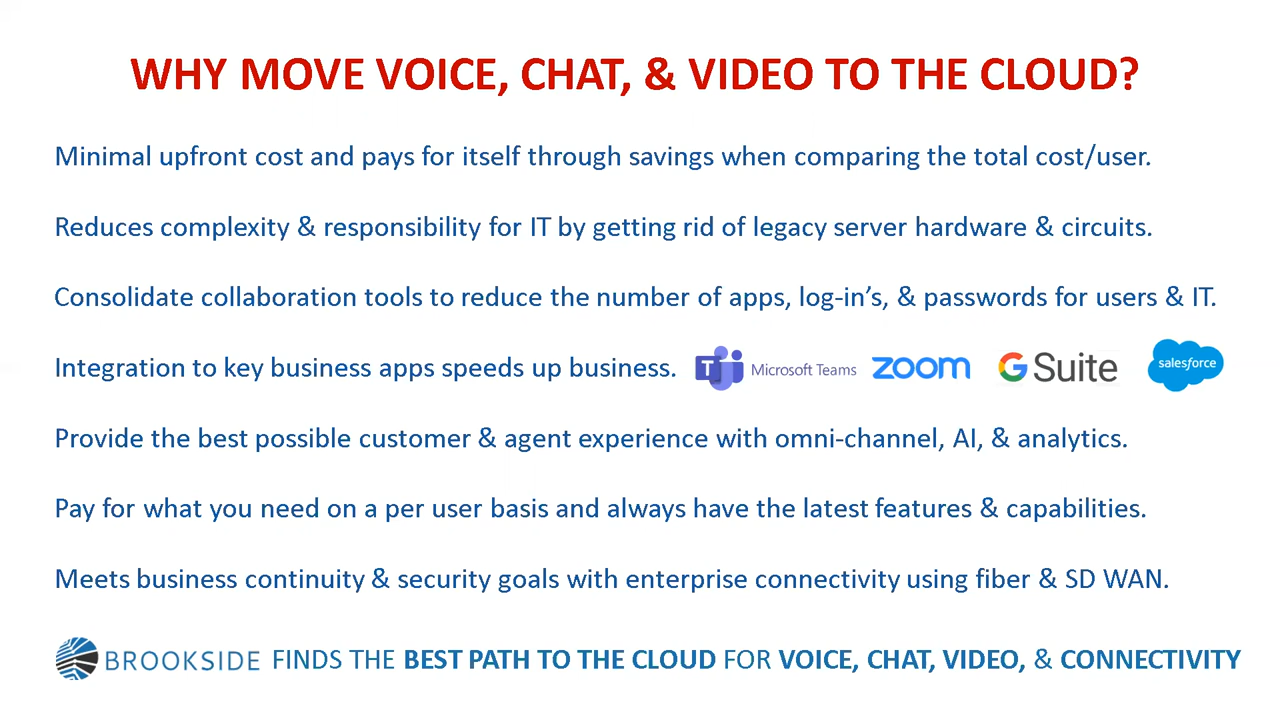 WHY MOVE VOICE, CHAT, & VIDEO TO THE CLOUD?
Minimal upfront cost and pays for itself through savings when comparing the total cost/user.
Reduces complexity & responsibility for IT by getting rid of legacy server hardware & circuits.
Consolidate collaboration tools to reduce the number of apps, log-in’s, & passwords for users & IT.
Integration to key business apps speeds up business. T Microsoft Teams zoom G Suite salesforce
Provide the best possible customer & agent experience with omni-channel, AI, & analytics.
Pay for what you need on a per user basis and always have the latest features & capabilities.
Meets business continuity & security goals with enterprise connectivity using fiber & SD WAN.
BROOKSIDE FINDS THE BEST PATH TO THE CLOUD FOR VOICE, CHAT, VIDEO, & CONNECTIVITY